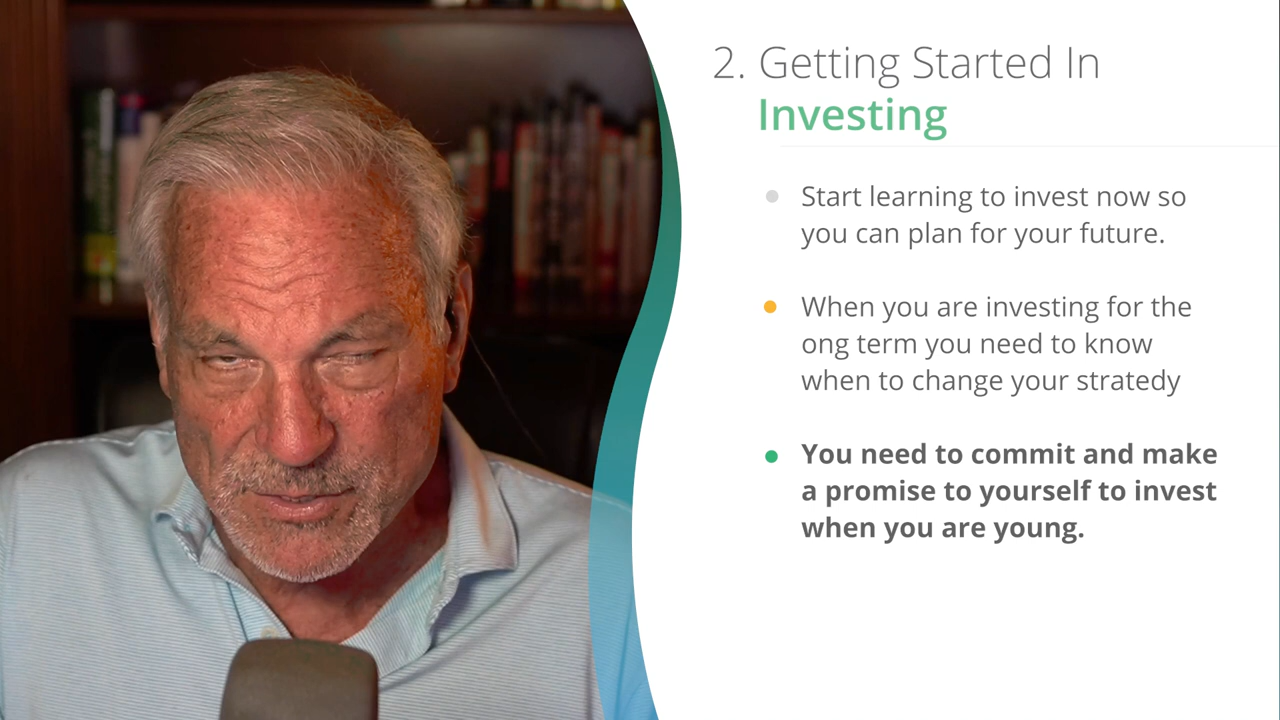 2. Getting Started In
Investing
Start learning to invest now so
you can plan for your future.
When you are investing for the
ong term you need to know
when to change your stratedy
You need to commit and make
a promise to yourself to invest
when you are young.